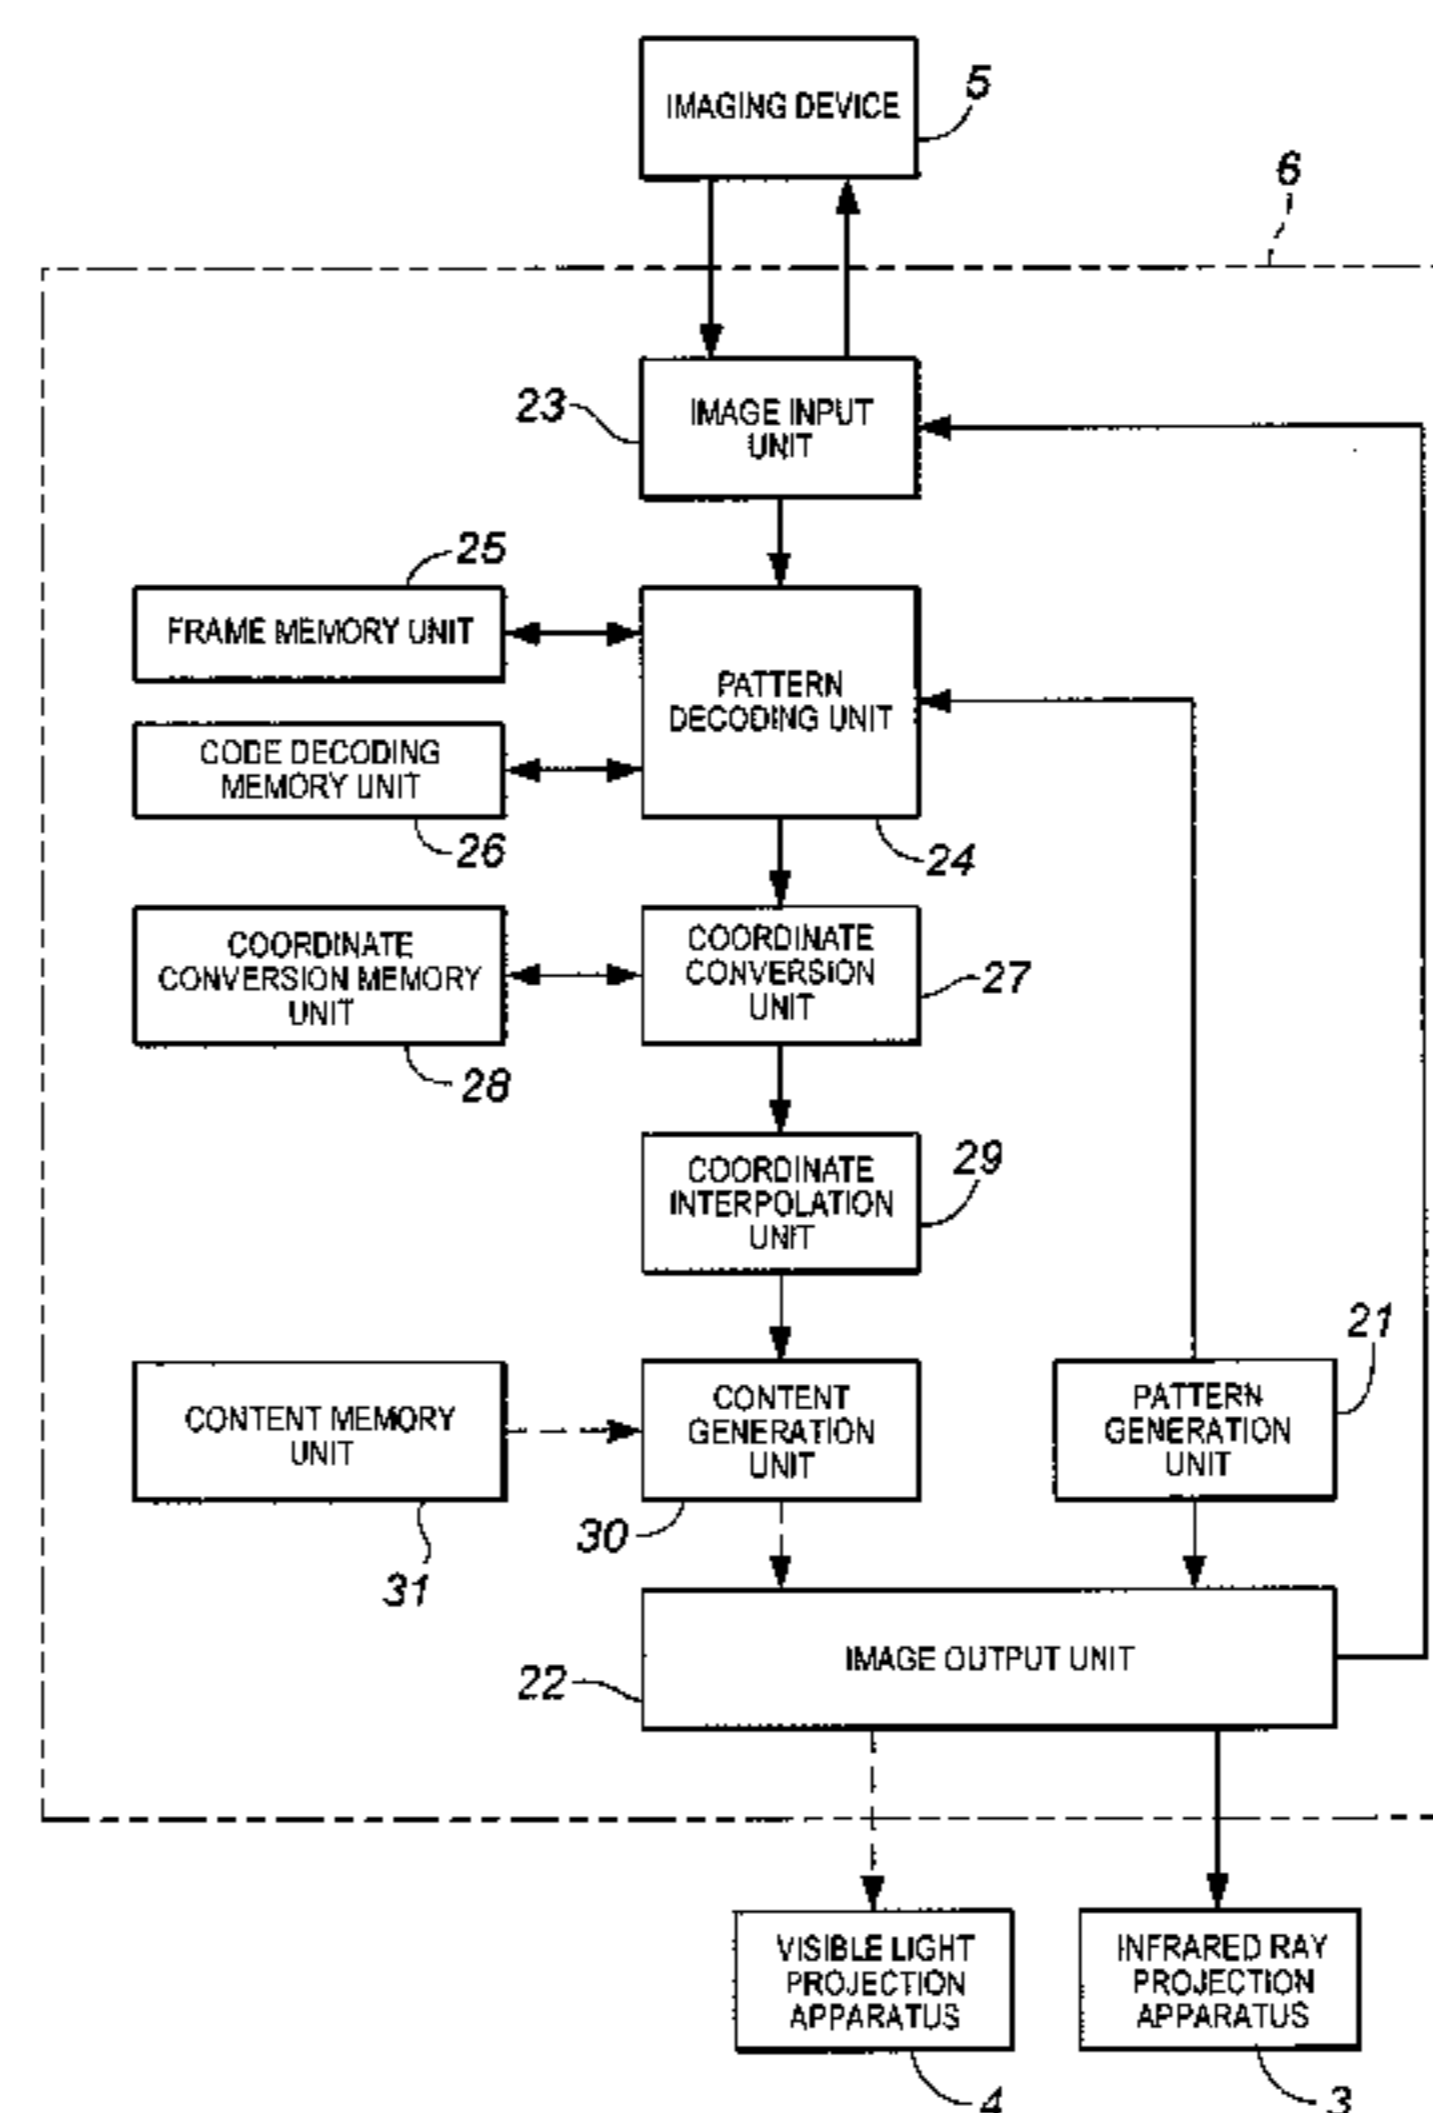 IMAGING DEVICE
5
6
23
IMAGE INPUT
UNIT
25
FRAME MEMORY UNIT
PATTERN
DECODING UNIT
CODE DECODING
MEMORY UNIT
26
24
COORDINATE
CONVERSION MEMORY
UNIT
COORDINATE
CONVERSION
UNIT
27
28
29
COORDINATE
INTERPOLATION
UNIT
21
CONTENT MEMORY
UNIT
CONTENT
GENERATION
UNIT
PATTERN
GENERATION
UNIT
30
31
22
IMAGE OUTPUT UNIT
VISIBLE LIGHT
PROJECTION
APPARATUS
INFRARED RAY
PROJECTION
APPARATUS
4
3